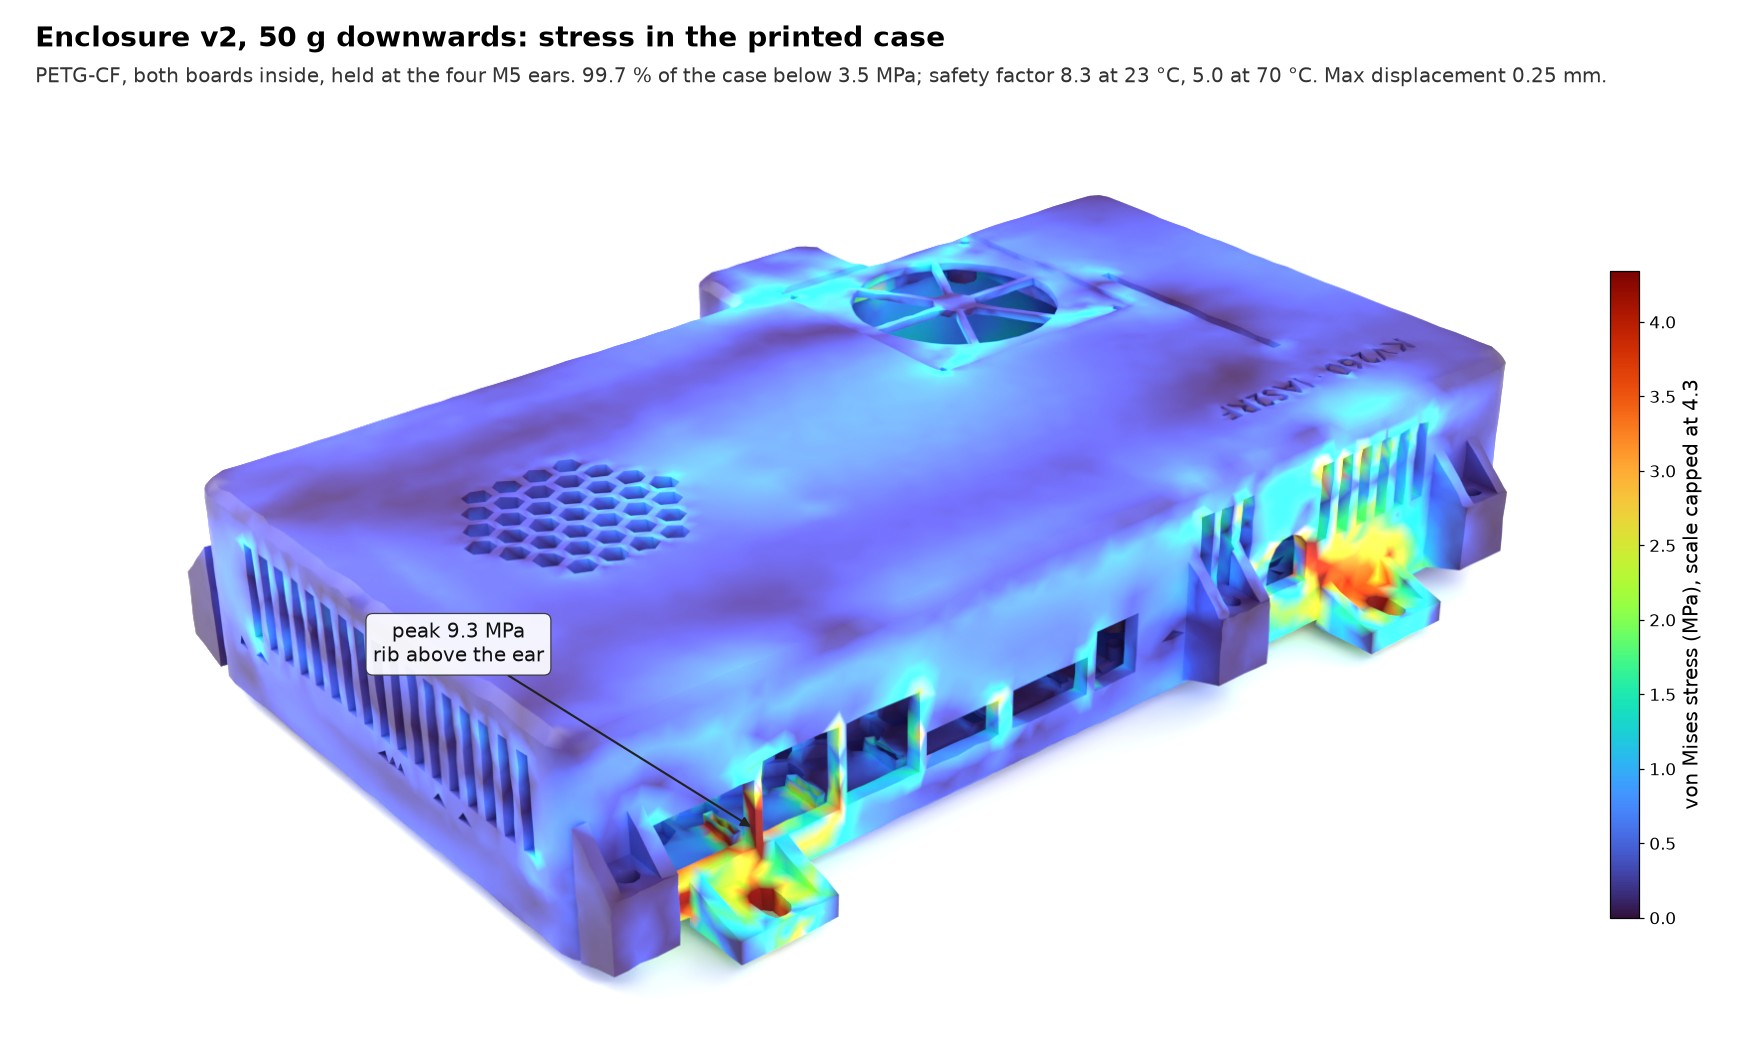 Enclosure v2, 50 g downwards: stress in the printed case
PETG-CF, both boards inside, held at the four M5 ears. 99.7 % of the case below 3.5 MPa; safety factor 8.3 at 23 °C, 5.0 at 70 °C. Max displacement 0.25 mm.
KV260 · IAS2RF
peak 9.3 MPa
rib above the ear
4.0
3.5
3.0
2.5
2.0
1.5
1.0
0.5
0.0
von Mises stress (MPa), scale capped at 4.3